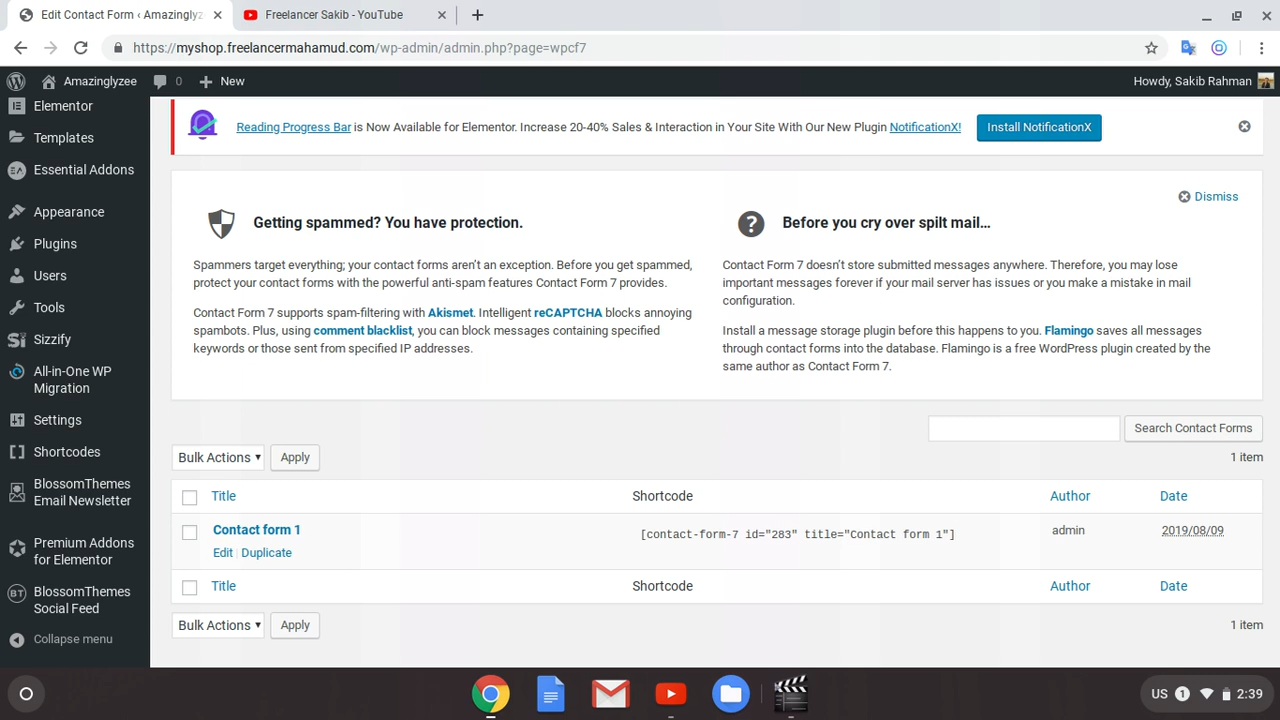 Edit Contact Form ‹ Amazinglyze
Freelancer Sakib - YouTube
https://myshop.freelancermahamud.com/wp-admin/admin.php?page=wpcf7
Amazinglyzee
0
New
Howdy, Sakib Rahman
Elementor
Templates
Essential Addons
Appearance
Plugins
Users
Tools
Sizzify
All-in-One WP
Migration
Settings
Shortcodes
BlossomThemes
Email Newsletter
Premium Addons
for Elementor
BlossomThemes
Social Feed
Collapse menu
Reading Progress Bar is Now Available for Elementor. Increase 20-40% Sales & Interaction in Your Site With Our New Plugin NotificationX!
Install NotificationX
Dismiss
Getting spammed? You have protection.
Spammers target everything; your contact forms aren't an exception. Before you get spammed,
protect your contact forms with the powerful anti-spam features Contact Form 7 provides.
Contact Form 7 supports spam-filtering with Akismet. Intelligent reCAPTCHA blocks annoying
spambots. Plus, using comment blacklist, you can block messages containing specified
keywords or those sent from specified IP addresses.
Before you cry over spilt mail…
Contact Form 7 doesn't store submitted messages anywhere. Therefore, you may lose
important messages forever if your mail server has issues or you make a mistake in mail
configuration.
Install a message storage plugin before this happens to you. Flamingo saves all messages
through contact forms into the database. Flamingo is a free WordPress plugin created by the
same author as Contact Form 7.
Search Contact Forms
Bulk Actions
Apply
1 item
Title
Shortcode
Author
Date
Contact form 1
[contact-form-7 id="283" title="Contact form 1"]
admin
2019/08/09
Edit | Duplicate
Title
Shortcode
Author
Date
Bulk Actions
Apply
1 item
US
1
2:39